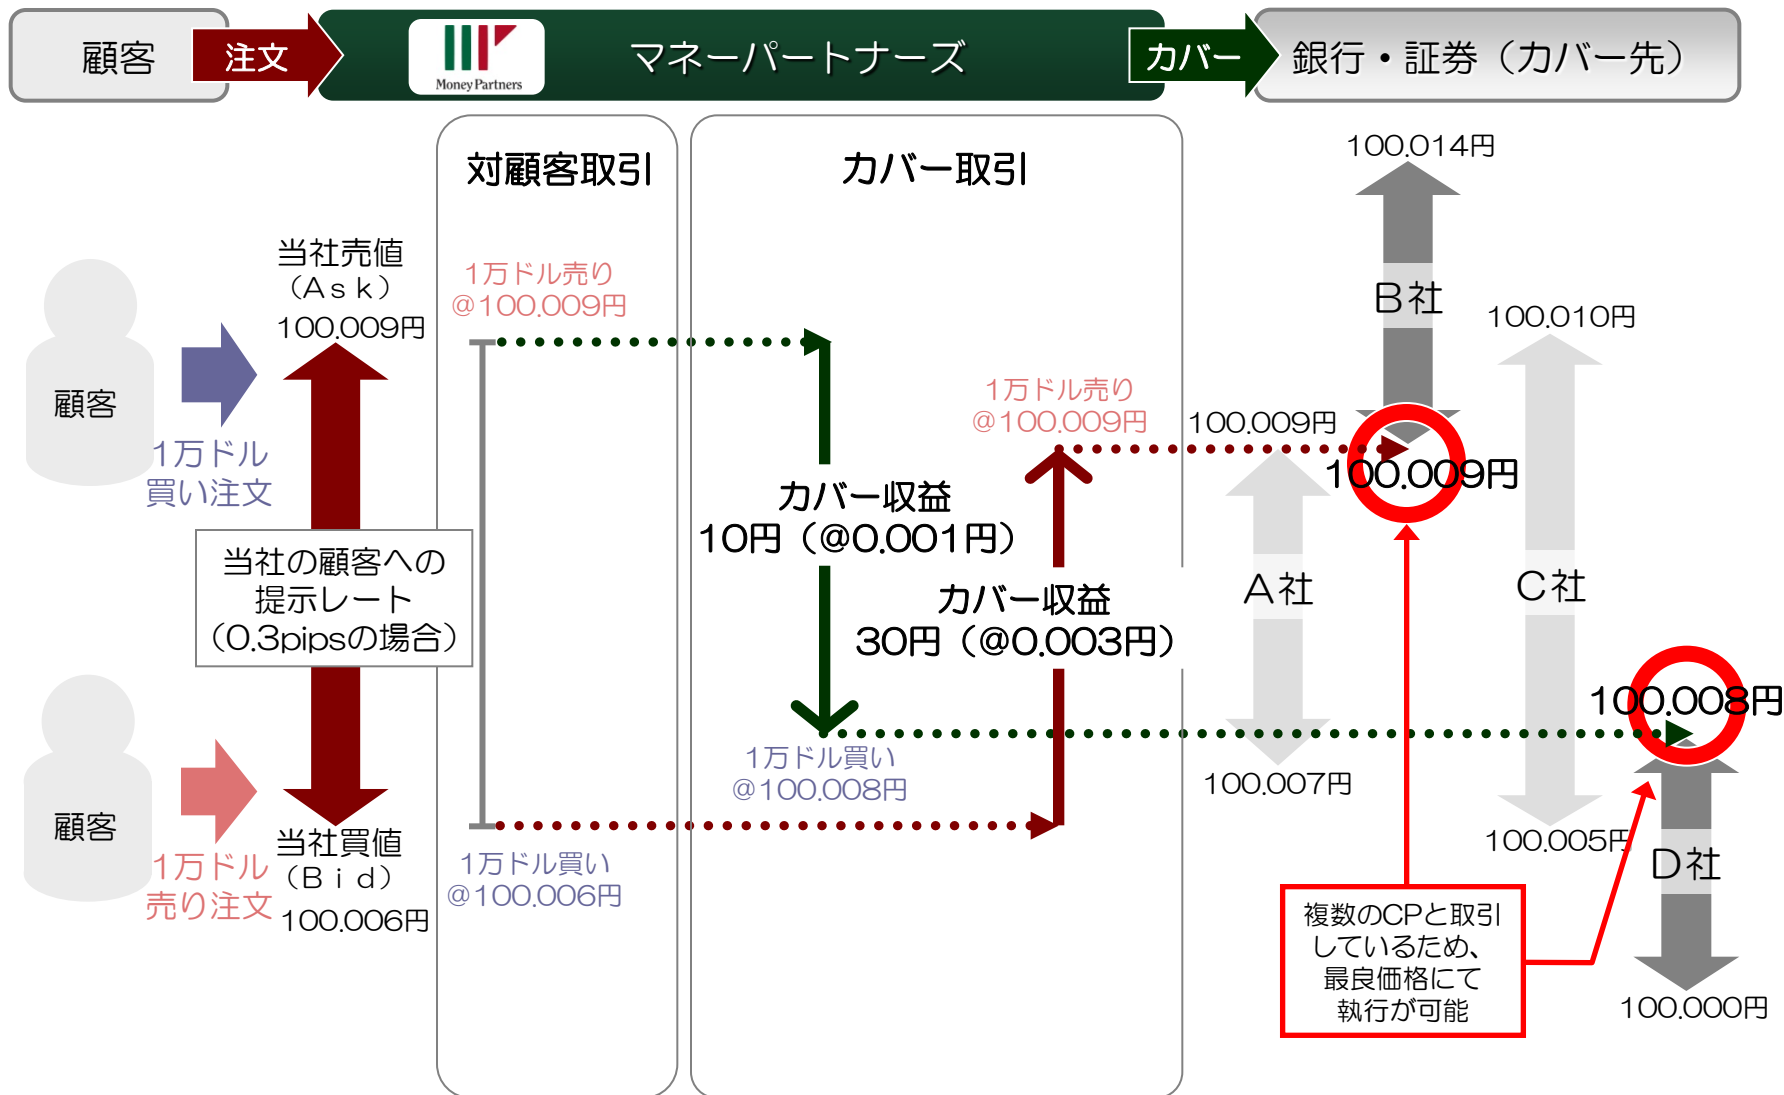 顧客
注文
Money Partners
マネーパートナーズ
カバー
銀行・証券（カバー先）
対顧客取引
カバー取引
100.014円
当社売値
（Ａｓｋ）
100.009円
1万ドル売り
@100.009円
B社
100.010円
顧客
1万ドル
買い注文
1万ドル売り
@100.009円
100.009円
100.009円
カバー収益
10円（@0.001円）
当社の顧客への
提示レート
（0.3pipsの場合）
カバー収益
30円（@0.003円）
A社
C社
100.008円
1万ドル買い
@100.008円
100.007円
顧客
1万ドル
売り注文
当社買値
（Ｂｉｄ）
100.006円
1万ドル買い
@100.006円
100.005円
D社
複数のCPと取引
しているため、
最良価格にて
執行が可能
100.000円